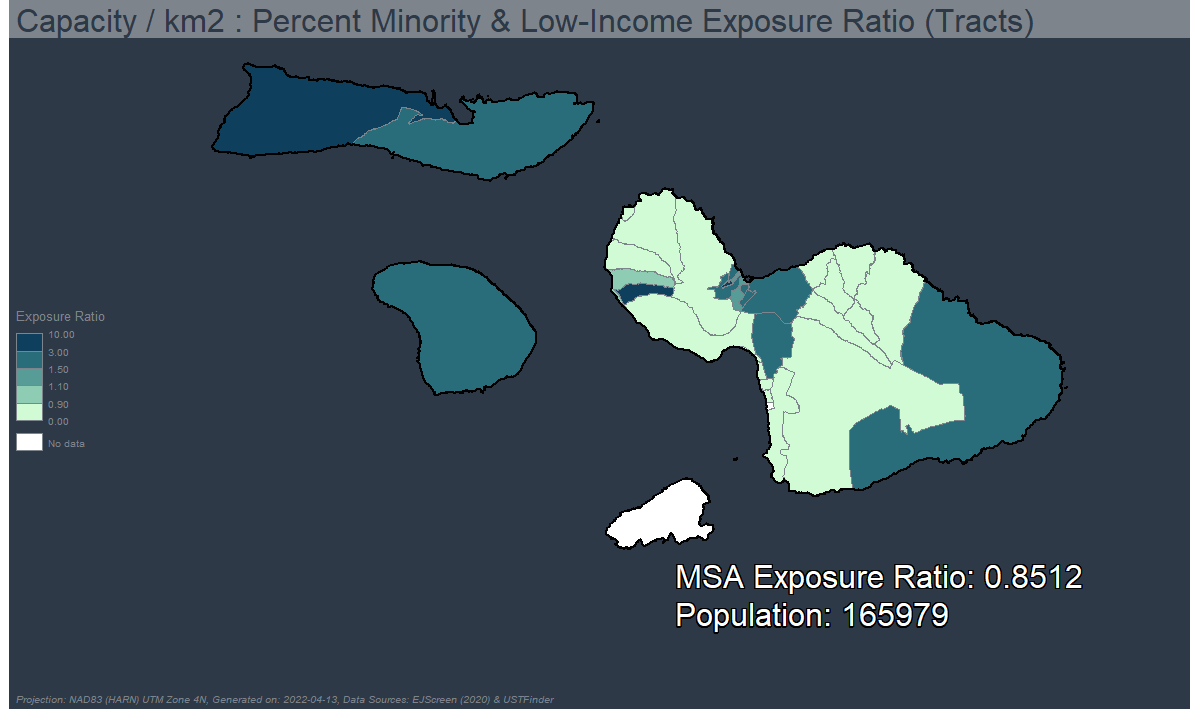 Capacity / km2 : Percent Minority & Low-Income Exposure Ratio (Tracts)
Exposure Ratio
10.00
3.00
1.50
1.10
0.90
0.00
No data
MSA Exposure Ratio: 0.8512
Population: 165979
Projection: NAD83 (HARN) UTM Zone 4N, Generated on: 2022-04-13, Data Sources: EJScreen (2020) & USTFinder